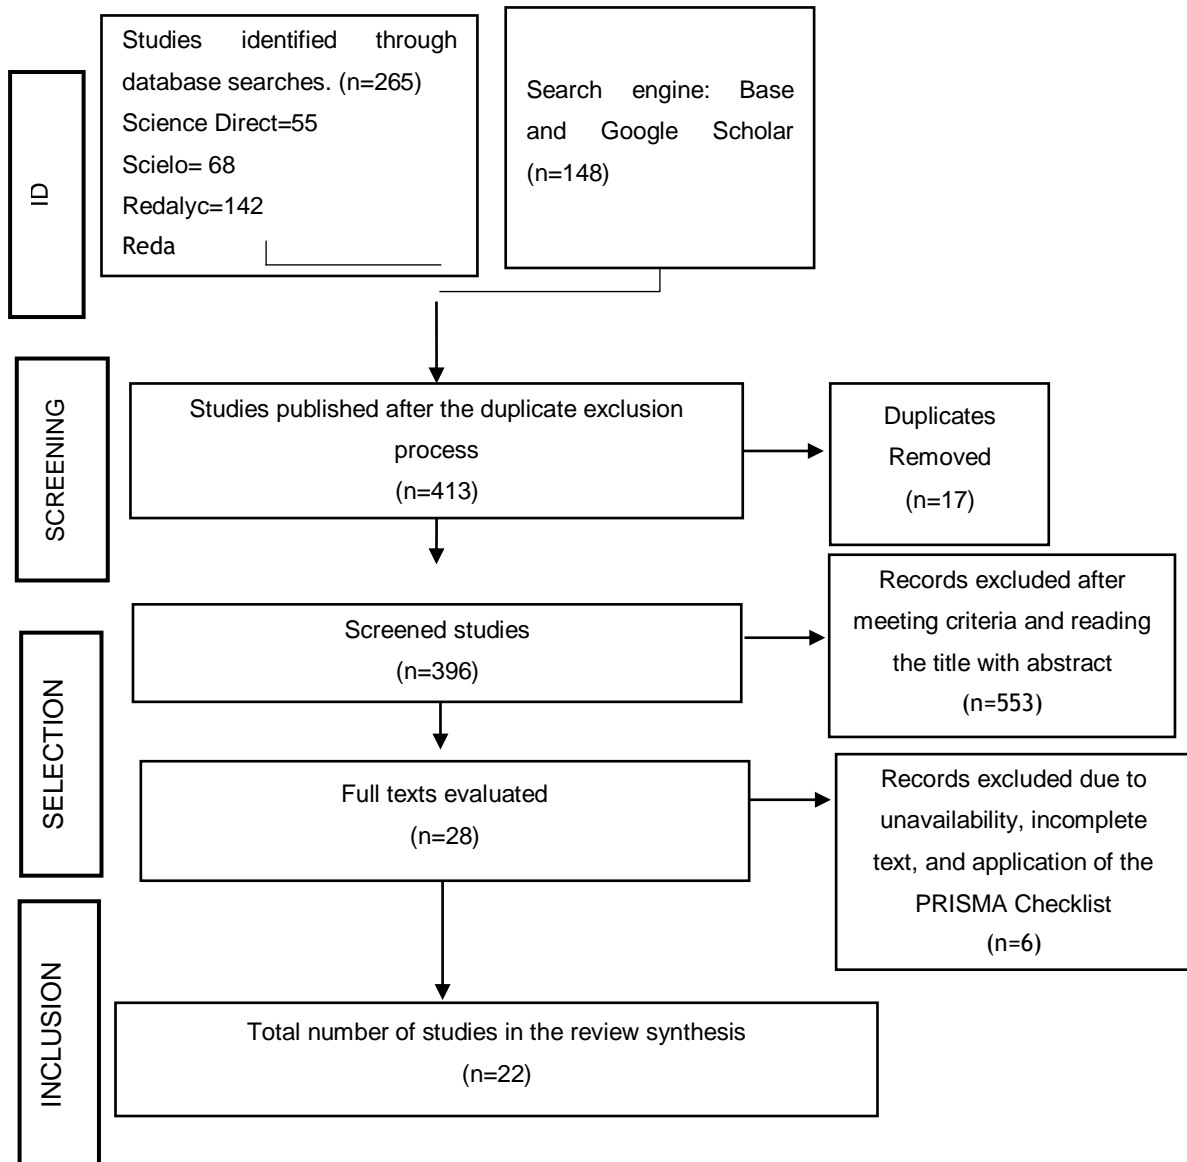 ID
Studies identified through
database searches. (n=265)
Science Direct=55
Scielo= 68
Redalyc=142
Reda
Search engine: Base
and Google Scholar
(n=148)
SCREENING
Studies published after the duplicate exclusion
process
(n=413)
Duplicates
Removed
(n=17)
SELECTION
Screened studies
(n=396)
Records excluded after
meeting criteria and reading
the title with abstract
(n=553)
Full texts evaluated
(n=28)
Records excluded due to
unavailability, incomplete
text, and application of the
PRISMA Checklist
(n=6)
INCLUSION
Total number of studies in the review synthesis
(n=22)